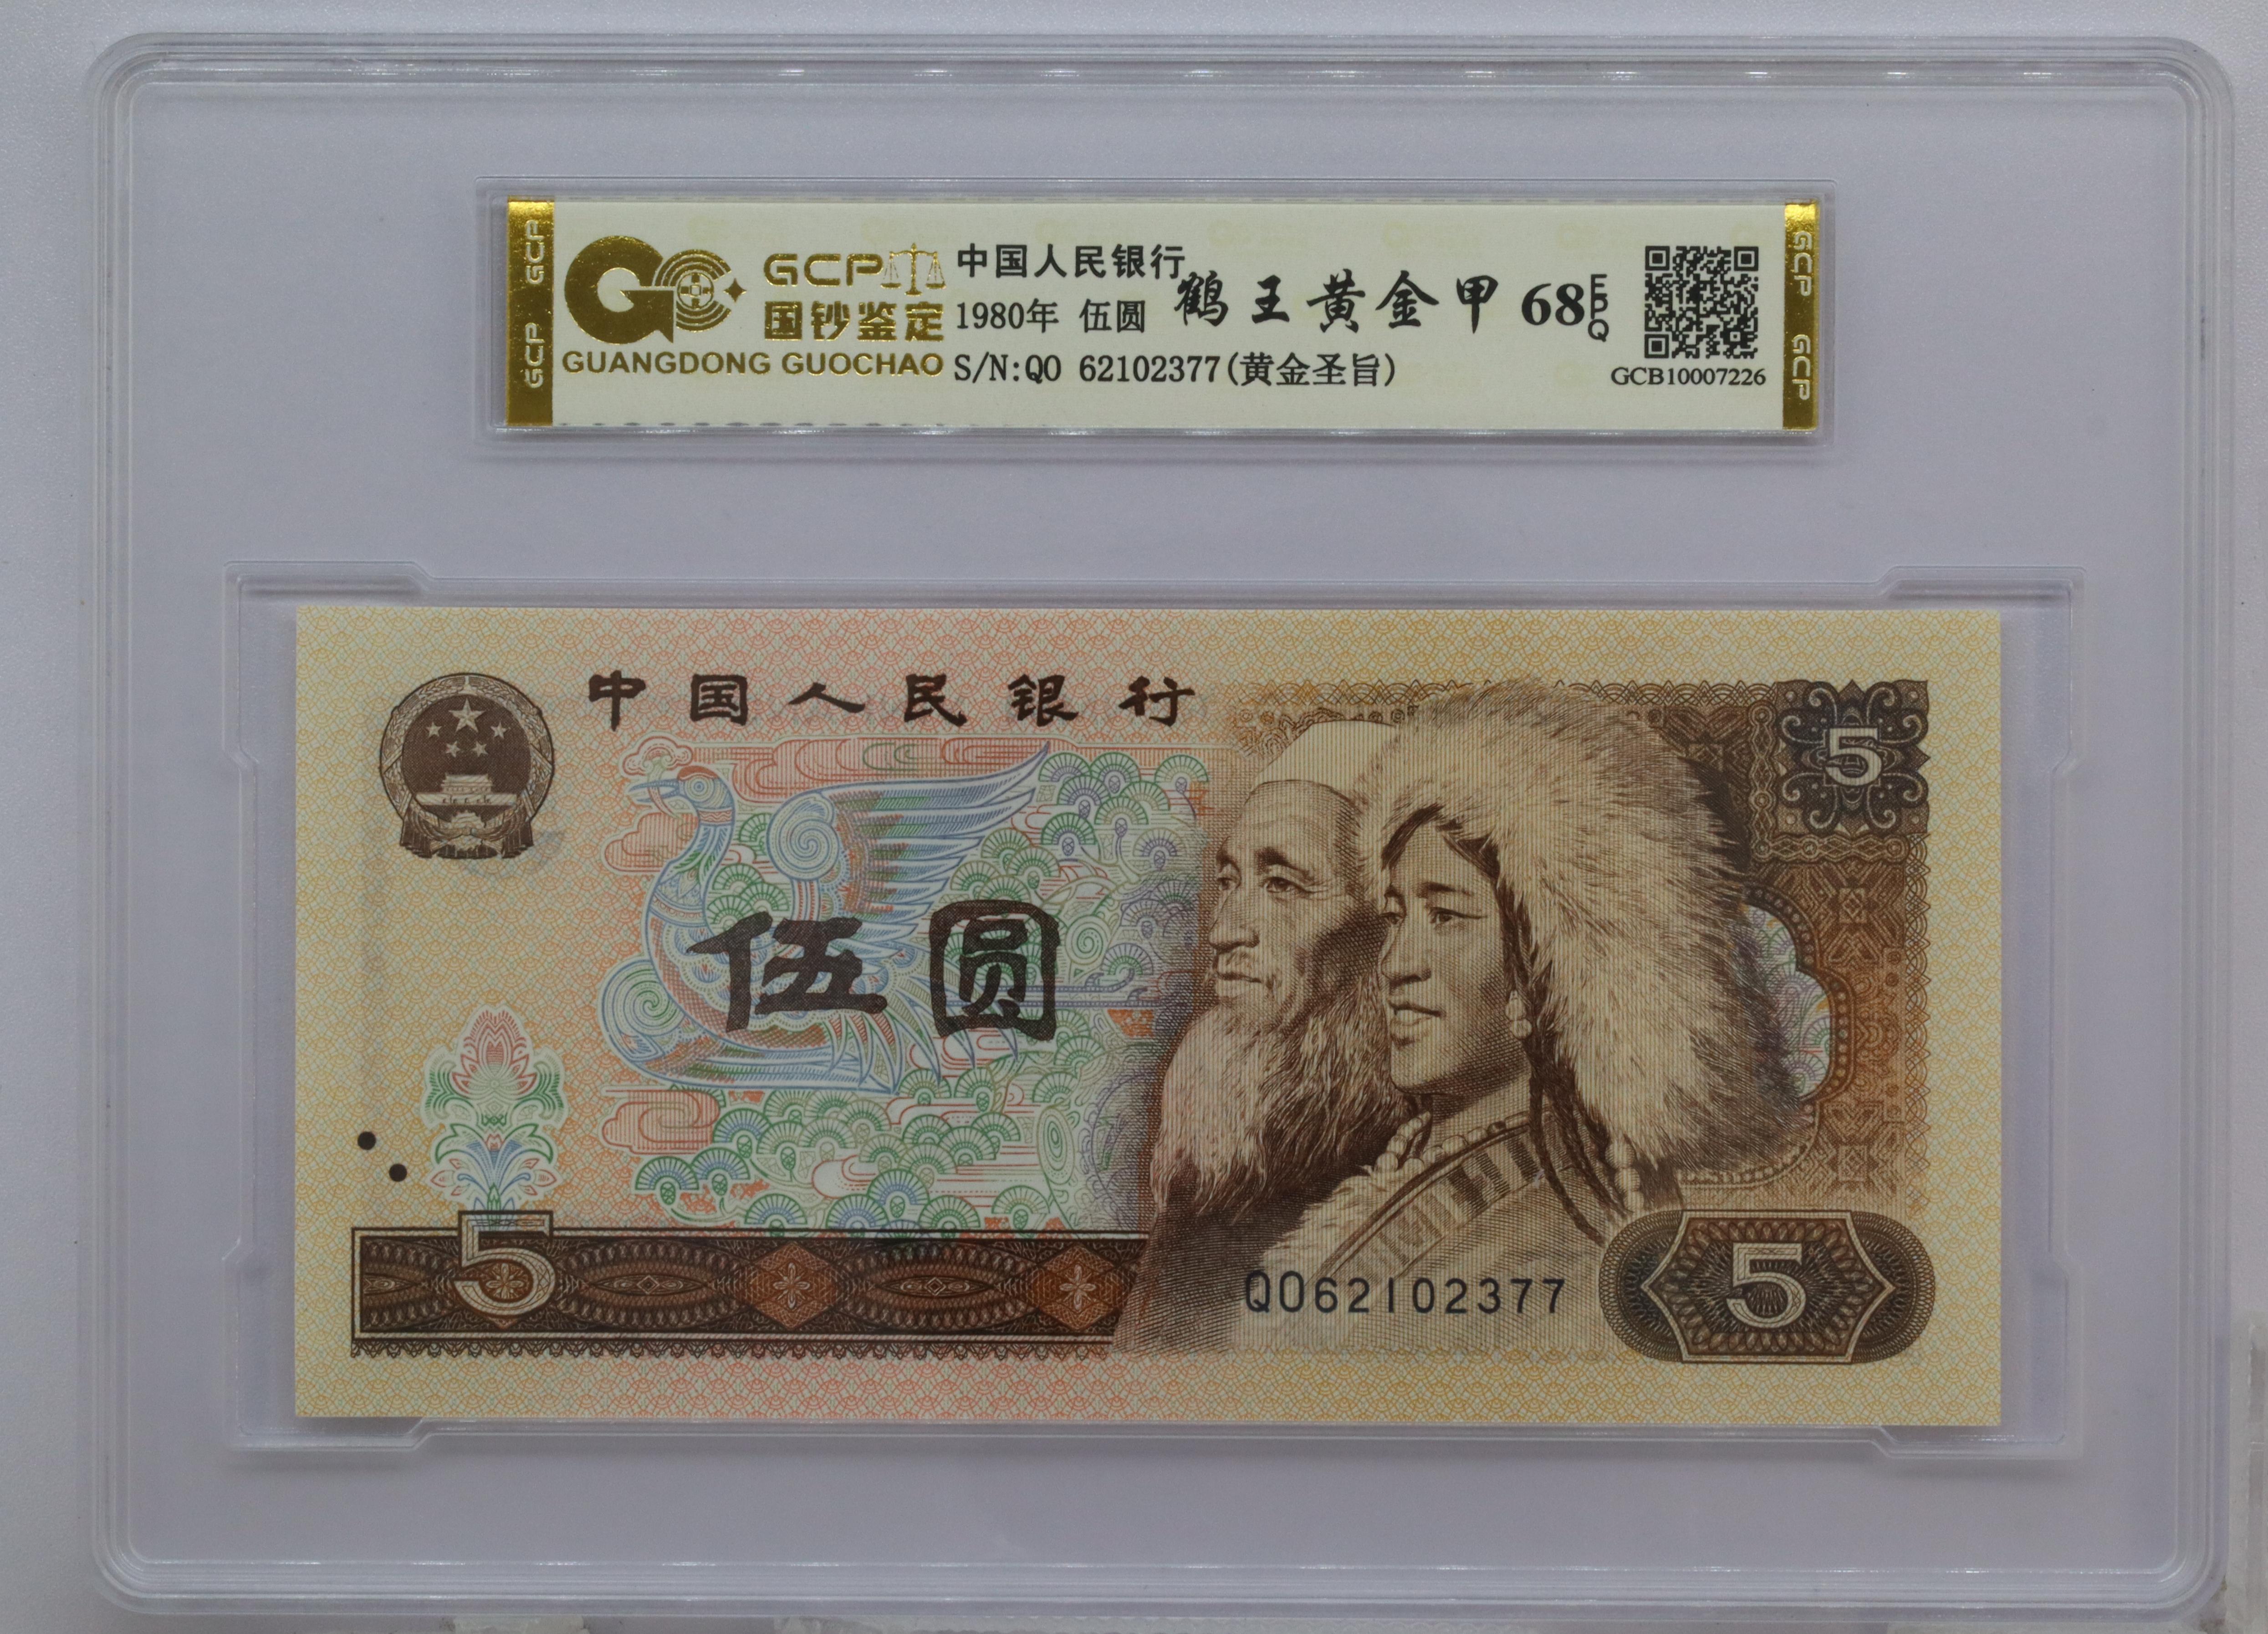 GCP GCP
GCP
国钞鉴定
GUANGDONG GUOCHAO
中国人民银行
1980年 伍圆
鹤王黄金甲 68 EPQ
S/N:QO 62102377(黄金圣旨)
GCB10007226
GCP GCP
中国人民银行
5
伍圆
5
QO62102377
5